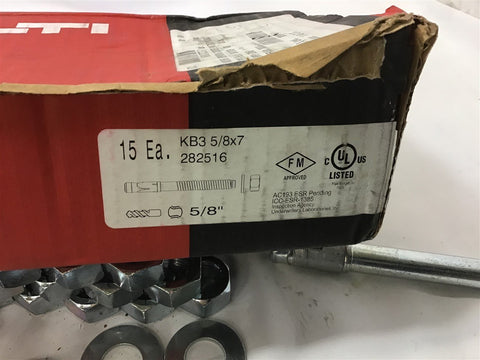 LTI
15 Ea.
KB3 5/8x7
282516
FM
APPROVED
C UL US
LISTED
AC193 ESR Pending
ICC-ESR-1385
Inspection Agency
Underwriters Laboratories, Inc.
5/8"